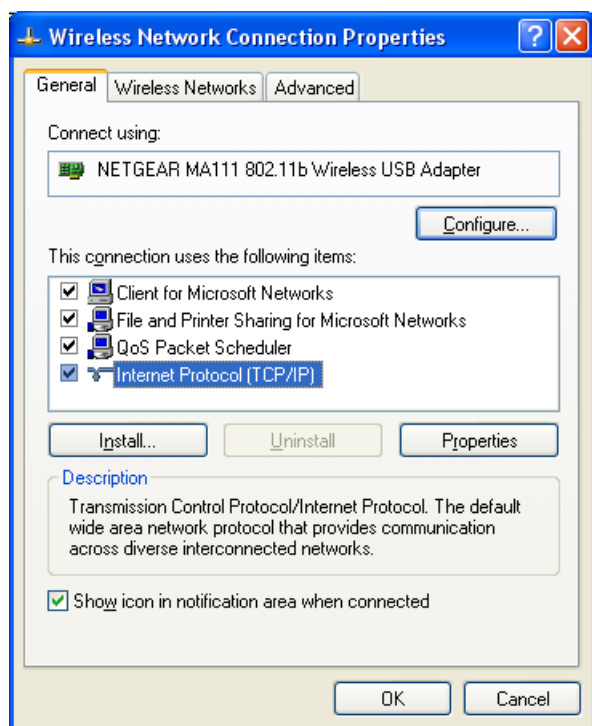 Wireless Network Connection Properties
General Wireless Networks Advanced
Connect using:
NETGEAR MA111 802.11b Wireless USB Adapter
Configure...
This connection uses the following items:
Client for Microsoft Networks
File and Printer Sharing for Microsoft Networks
QoS Packet Scheduler
Internet Protocol (TCP/IP)
Install... Uninstall Properties
Description
Transmission Control Protocol/Internet Protocol. The default
wide area network protocol that provides communication
across diverse interconnected networks.
Show icon in notification area when connected
OK Cancel